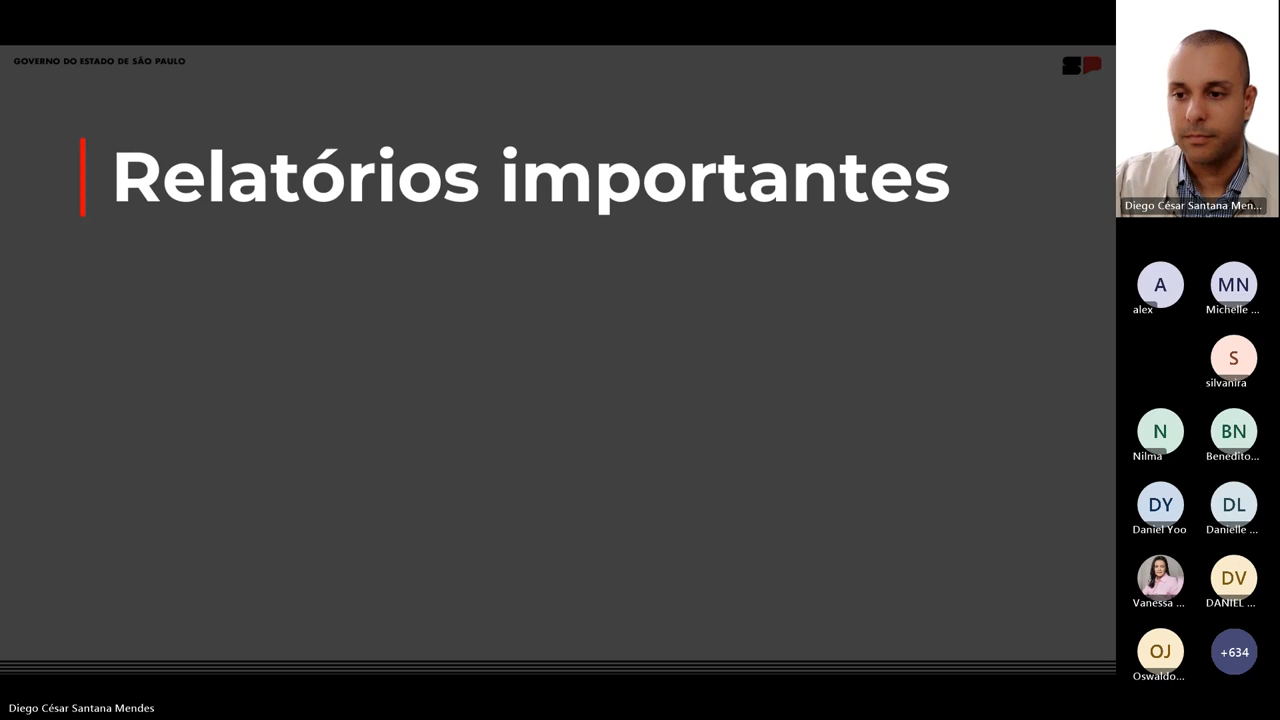 GOVERNO DO ESTADO DE SÃO PAULO
SP
Relatórios importantes
Diego César Santana Men...
A
alex
MN
Michelle ...
S
silvanira
N
Nilma
BN
Benedito...
DY
Daniel Yoo
DL
Danielle ...
Vanessa ...
DV
DANIEL ...
OJ
Oswaldo...
+634
Diego César Santana Mendes